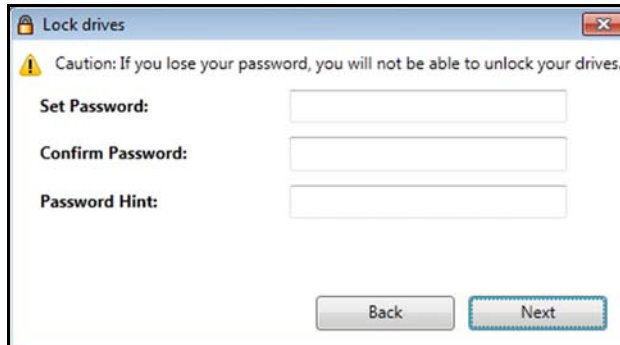 Lock drives
Caution: If you lose your password, you will not be able to unlock your drives.
Set Password:
Confirm Password:
Password Hint:
Back Next